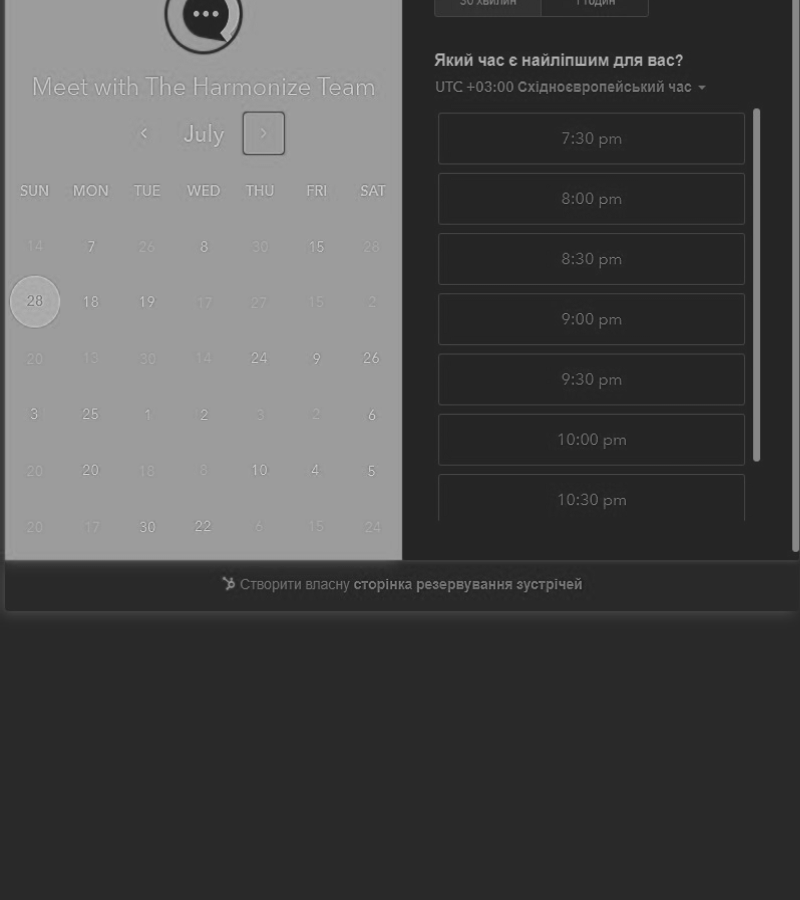 30 хвилин 1 годин
Meet with The Harmonize Team
July
SUN MON TUE WED THU FRI SAT
14 7 26 8 30 15 28
28 18 19 17 27 15 2
20 13 30 14 24 9 26
3 25 1 2 3 2 6
20 20 18 8 10 4 5
20 17 30 22 6 15 24
Який час є найліпшим для вас?
UTC +03:00 Східноєвропейський час
7:30 pm
8:00 pm
8:30 pm
9:00 pm
9:30 pm
10:00 pm
10:30 pm
Створити власну сторінка резервування зустрічей